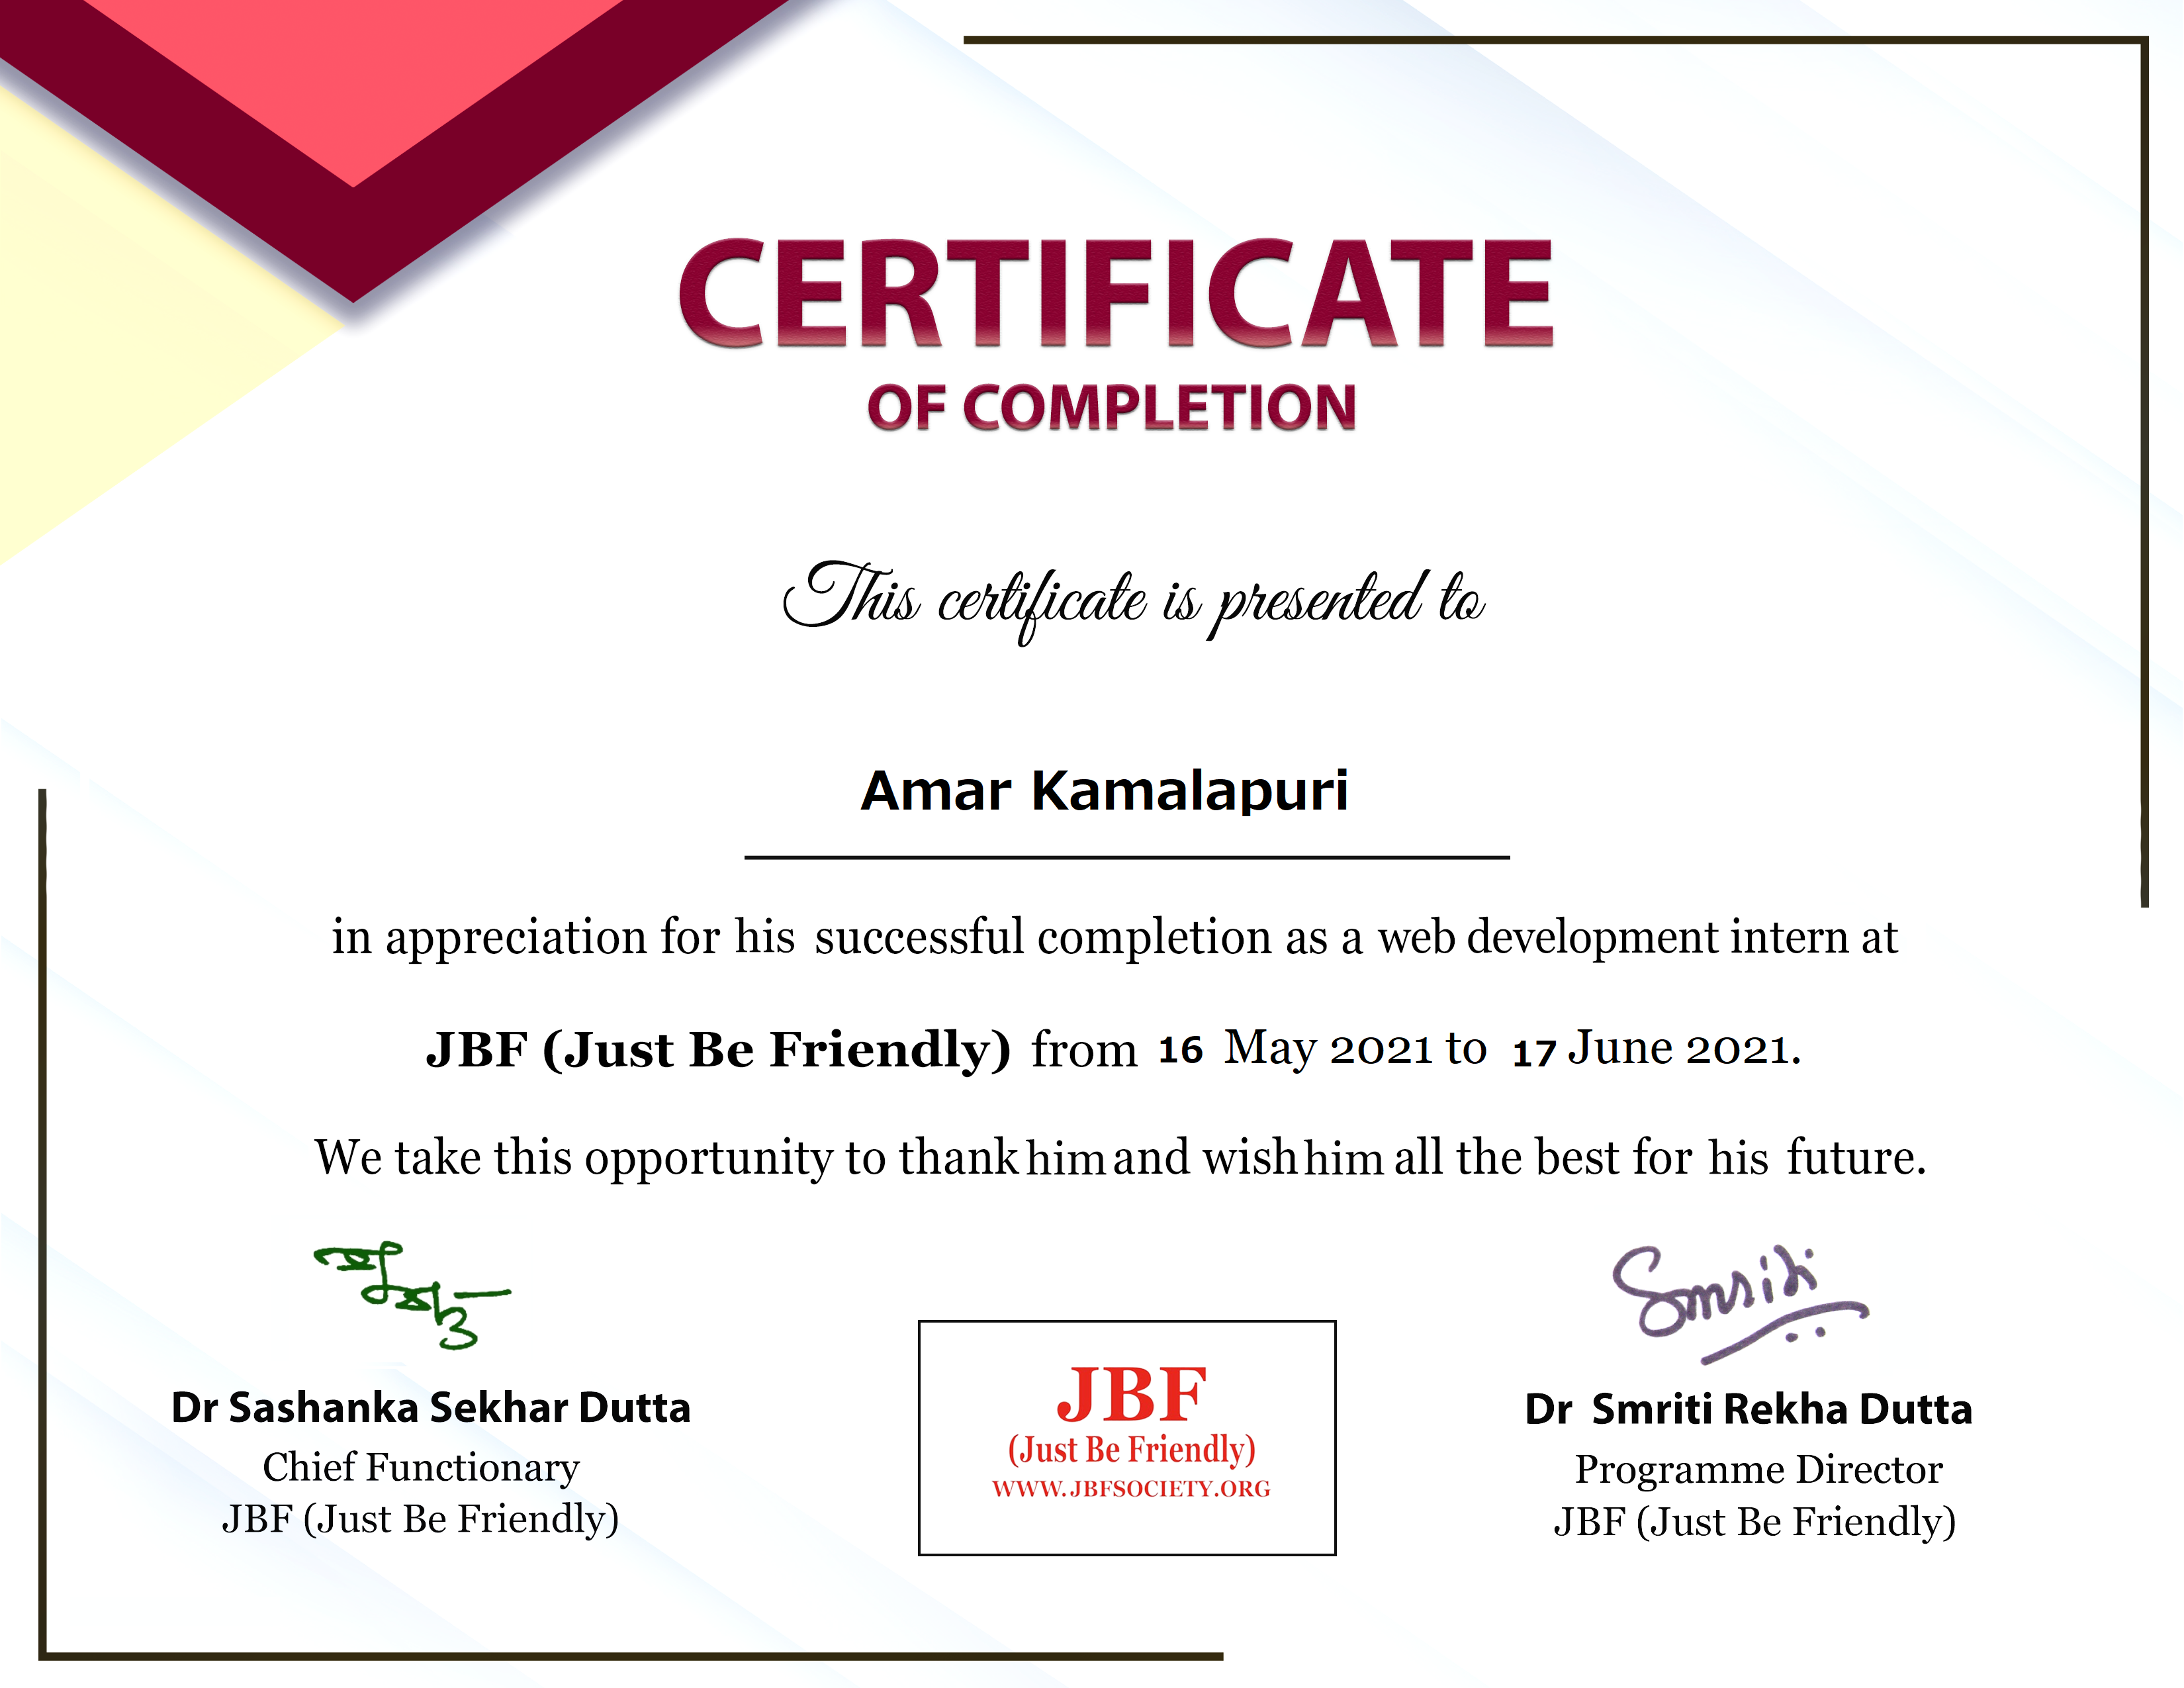 CERTIFICATE
OF COMPLETION
This certificate is presented to
Amar Kamalapuri
in appreciation for his successful completion as a web development intern at
JBF (Just Be Friendly) from 16 May 2021 to 17 June 2021.
We take this opportunity to thank him and wish him all the best for his future.
Smriti
Dr Sashanka Sekhar Dutta
Chief Functionary
JBF (Just Be Friendly)
JBF
(Just Be Friendly)
WWW.JBFSOCIETY.ORG
Dr Smriti Rekha Dutta
Programme Director
JBF (Just Be Friendly)